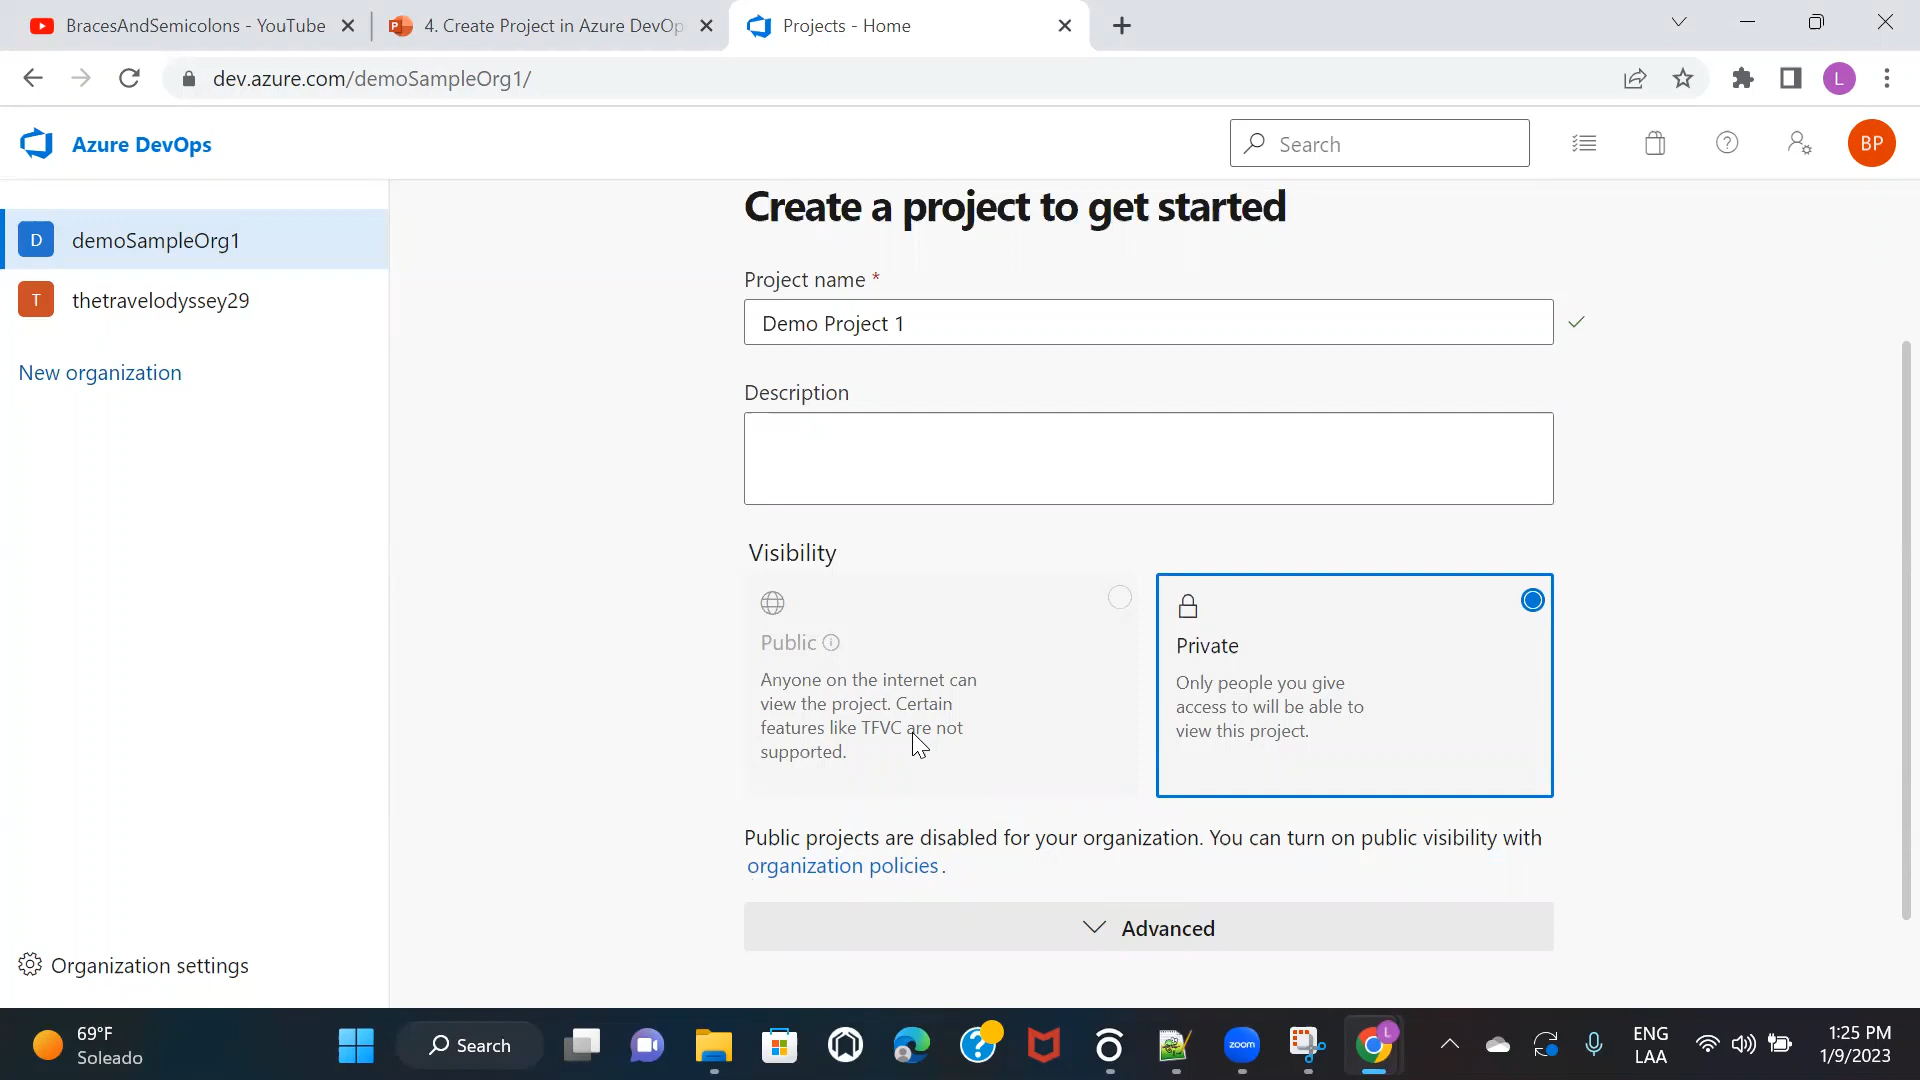 BracesAndSemicolons - YouTube
4. Create Project in Azure DevOp
Projects - Home
dev.azure.com/demoSampleOrg1/
L
Azure DevOps
Search
BP
D demoSampleOrg1
T thetravelodyssey29
New organization
Organization settings
Create a project to get started
Project name *
Demo Project 1
Description
Visibility
Public
Anyone on the internet can
view the project. Certain
features like TFVC are not
supported.
Private
Only people you give
access to will be able to
view this project.
Public projects are disabled for your organization. You can turn on public visibility with
organization policies.
Advanced
69°F
Soleado
Search
zoom
L
ENG
LAA
1:25 PM
1/9/2023